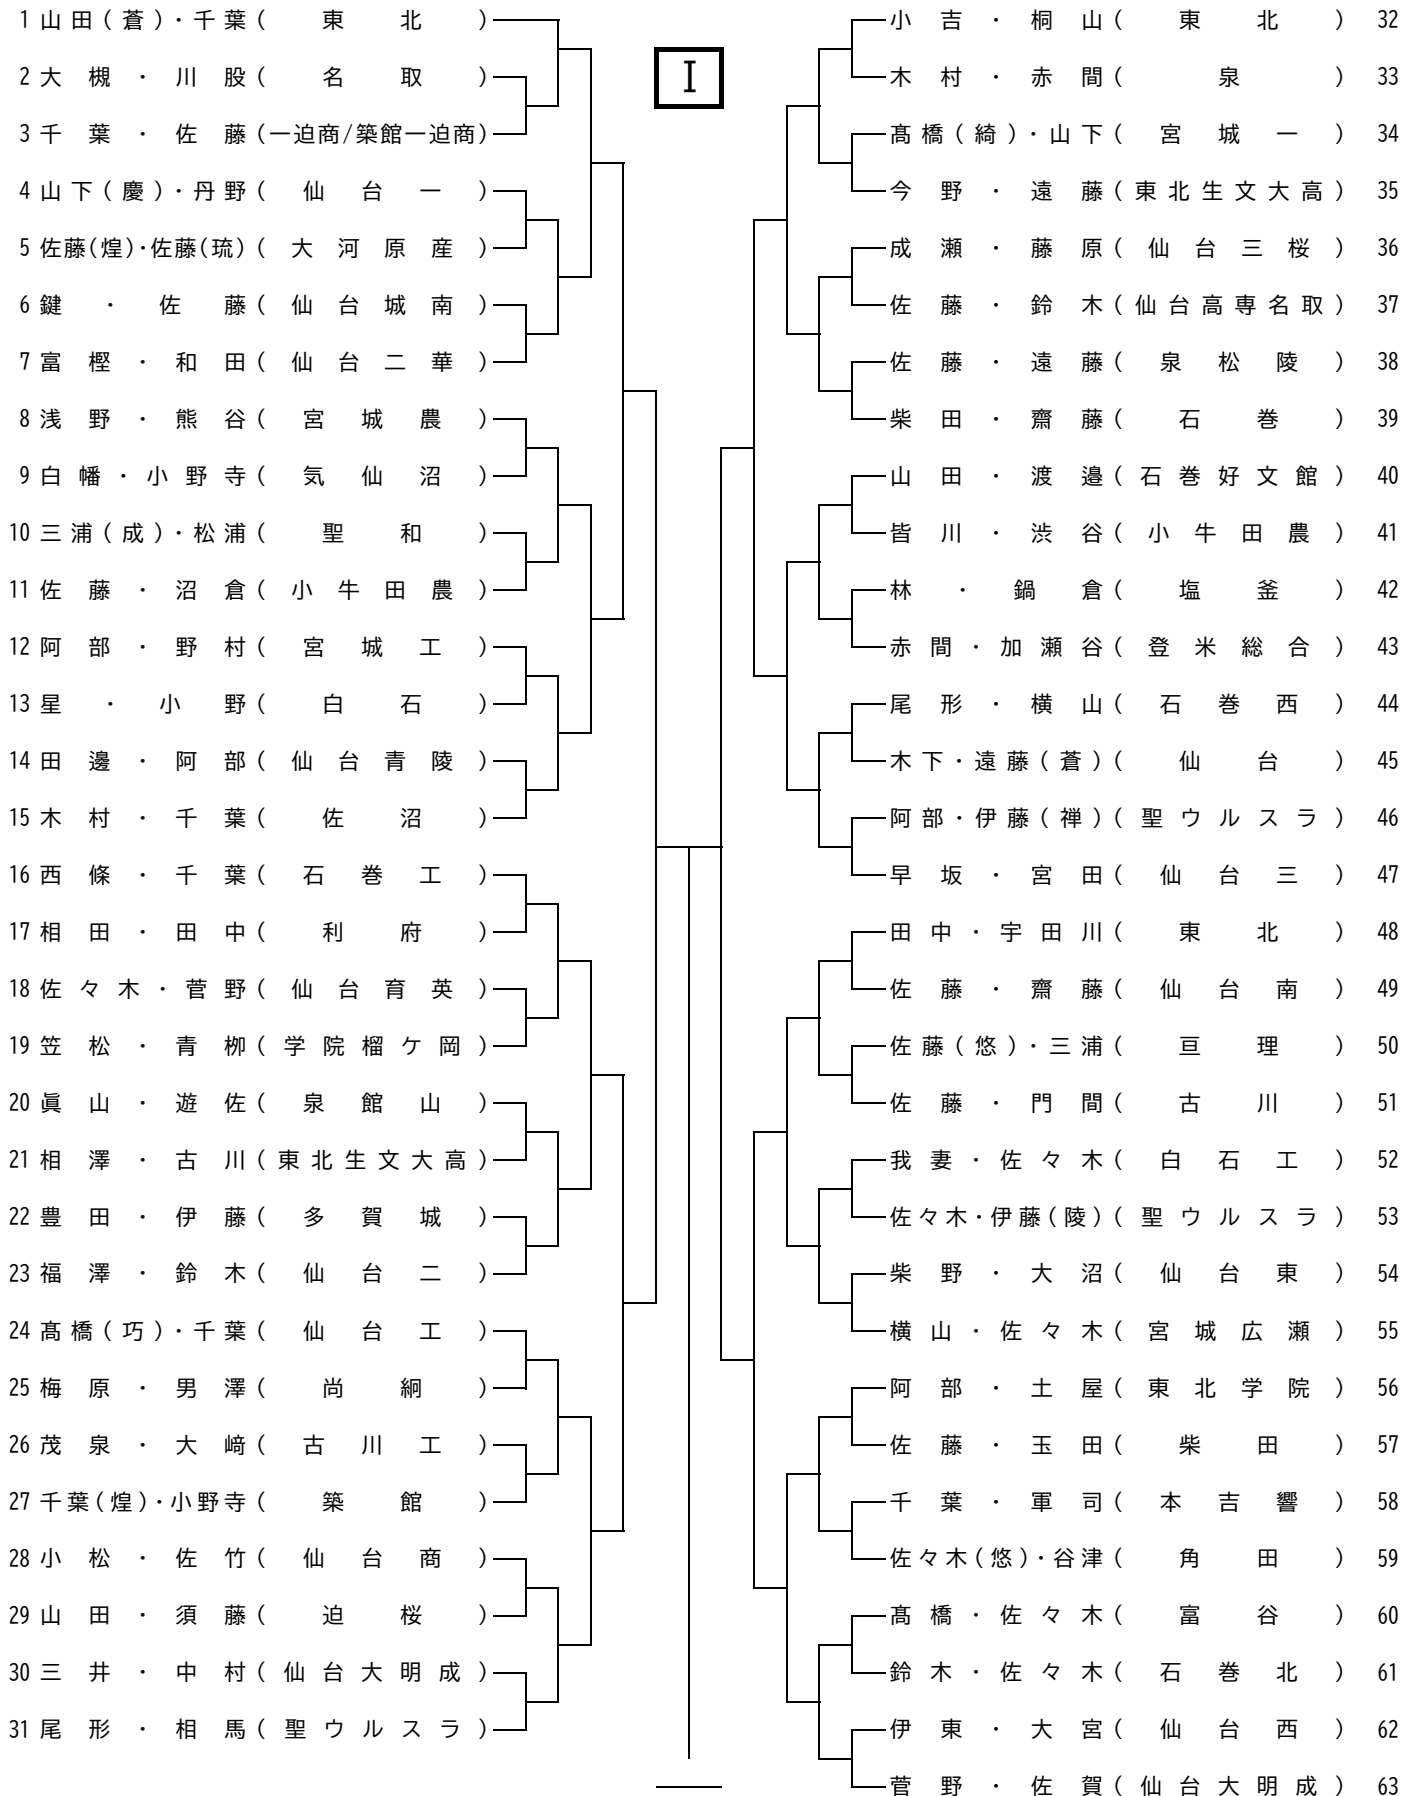 I
1 山田(蒼)・千葉 (東北)
2 大槻・川股 (名取)
3 千葉・佐藤 (一迫商/築館一迫商)
4 山下(慶)・丹野 (仙台一)
5 佐藤(煌)・佐藤(琉) (大河原産)
6 鍵・佐藤 (仙台城南)
7 富樫・和田 (仙台二華)
8 浅野・熊谷 (宮城農)
9 白幡・小野寺 (気仙沼)
10 三浦(成)・松浦 (聖和)
11 佐藤・沼倉 (小牛田農)
12 阿部・野村 (宮城工)
13 星・小野 (白石)
14 田邊・阿部 (仙台青陵)
15 木村・千葉 (佐沼)
16 西條・千葉 (石巻工)
17 相田・田中 (利府)
18 佐々木・菅野 (仙台育英)
19 笠松・青栁 (学院榴ケ岡)
20 眞山・遊佐 (泉館山)
21 相澤・古川 (東北生文大高)
22 豊田・伊藤 (多賀城)
23 福澤・鈴木 (仙台二)
24 髙橋(巧)・千葉 (仙台工)
25 梅原・男澤 (尚絅)
26 茂泉・大﨑 (古川工)
27 千葉(煌)・小野寺 (築館)
28 小松・佐竹 (仙台商)
29 山田・須藤 (迫桜)
30 三井・中村 (仙台大明成)
31 尾形・相馬 (聖ウルスラ)
小吉・桐山 (東北) 32
木村・赤間 (泉) 33
髙橋(綺)・山下 (宮城一) 34
今野・遠藤 (東北生文大高) 35
成瀬・藤原 (仙台三桜) 36
佐藤・鈴木 (仙台高専名取) 37
佐藤・遠藤 (泉松陵) 38
柴田・齋藤 (石巻) 39
山田・渡邉 (石巻好文館) 40
皆川・渋谷 (小牛田農) 41
林・鍋倉 (塩釜) 42
赤間・加瀬谷 (登米総合) 43
尾形・横山 (石巻西) 44
木下・遠藤(蒼) (仙台) 45
阿部・伊藤(禅) (聖ウルスラ) 46
早坂・宮田 (仙台三) 47
田中・宇田川 (東北) 48
佐藤・齋藤 (仙台南) 49
佐藤(悠)・三浦 (亘理) 50
佐藤・門間 (古川) 51
我妻・佐々木 (白石工) 52
佐々木・伊藤(陵) (聖ウルスラ) 53
柴野・大沼 (仙台東) 54
横山・佐々木 (宮城広瀬) 55
阿部・土屋 (東北学院) 56
佐藤・玉田 (柴田) 57
千葉・軍司 (本吉響) 58
佐々木(悠)・谷津 (角田) 59
髙橋・佐々木 (富谷) 60
鈴木・佐々木 (石巻北) 61
伊東・大宮 (仙台西) 62
菅野・佐賀 (仙台大明成) 63